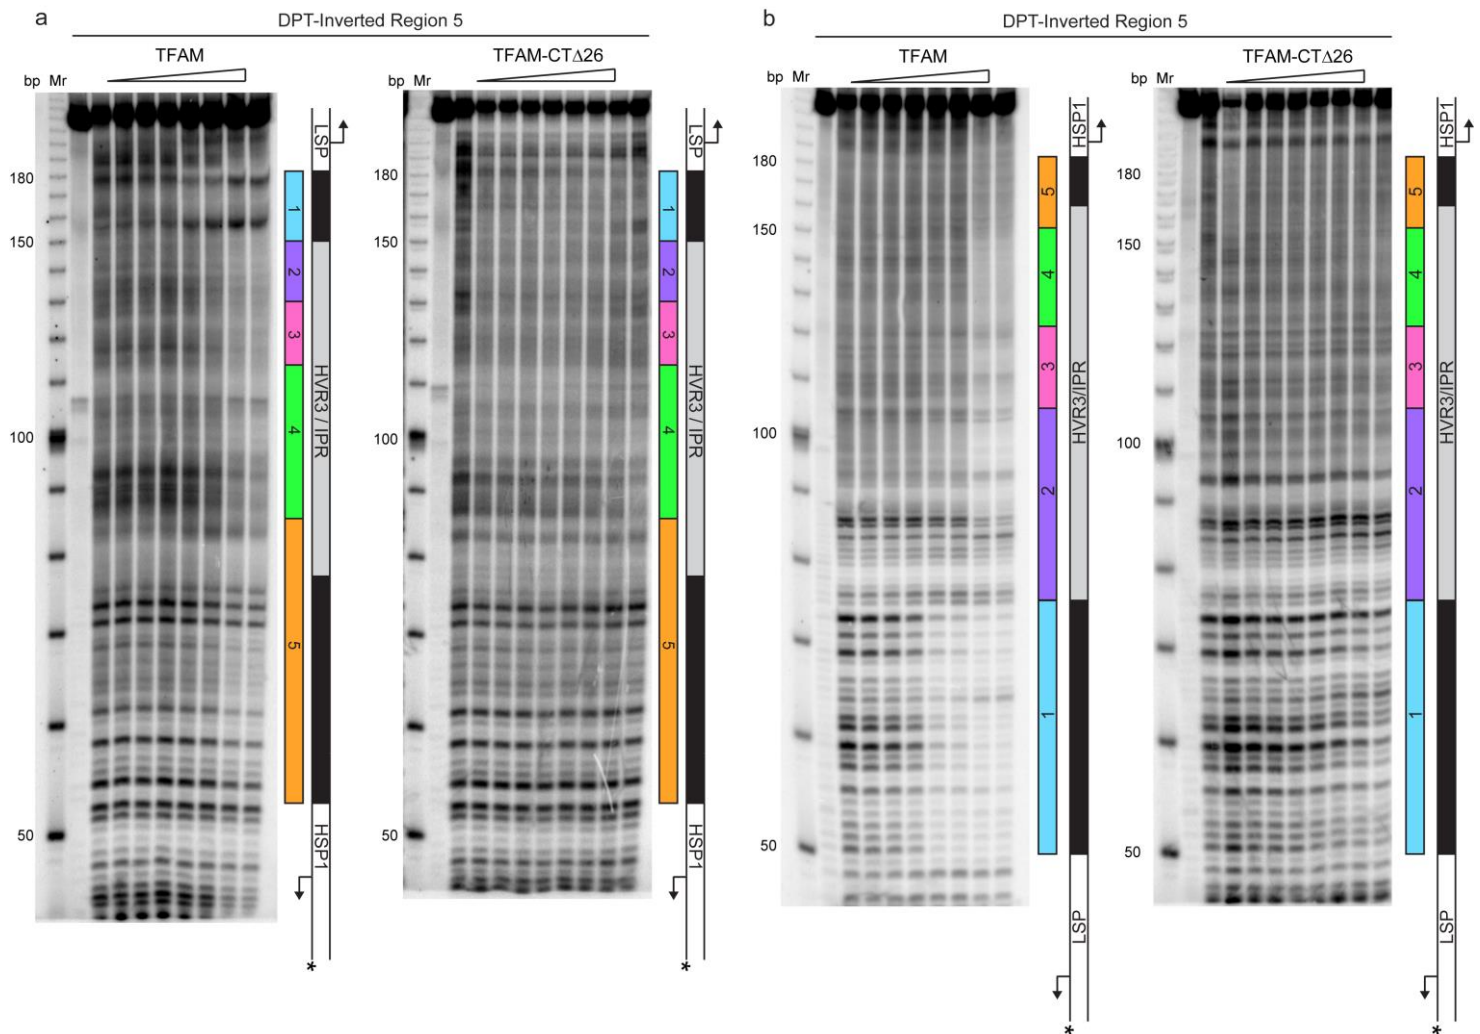 a
DPT-Inverted Region 5
TFAM
TFAM-CTΔ26
bp Mr
bp Mr
180
150
100
50
180
150
100
50
1
2
3
4
5
LSP
HVR3 / IPR
HSP1
*
1
2
3
4
5
LSP
HVR3 / IPR
HSP1
*
b
DPT-Inverted Region 5
TFAM
TFAM-CTΔ26
bp Mr
bp Mr
180
150
100
50
180
150
100
50
5
4
3
2
1
HSP1
HVR3/IPR
LSP
*
5
4
3
2
1
HSP1
HVR3/IPR
LSP
*